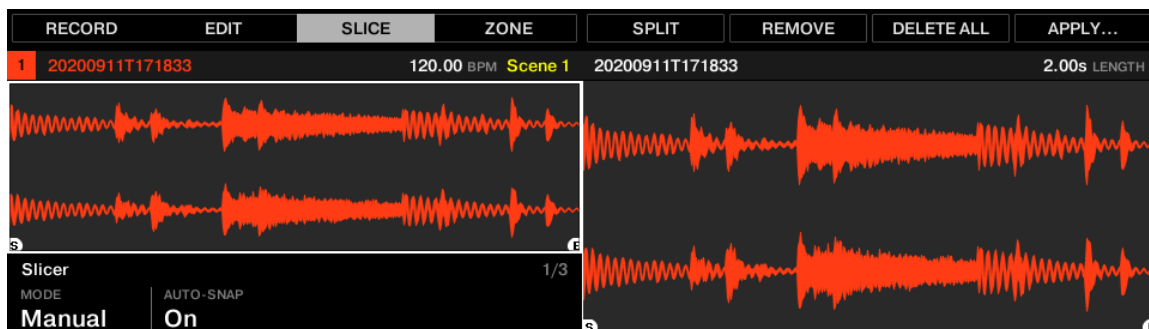 RECORD EDIT SLICE ZONE SPLIT REMOVE DELETE ALL APPLY...
1 20200911T171833 120.00 BPM Scene 1 20200911T171833 2.00s LENGTH
S E
Slicer 1/3
MODE AUTO-SNAP
Manual On
S